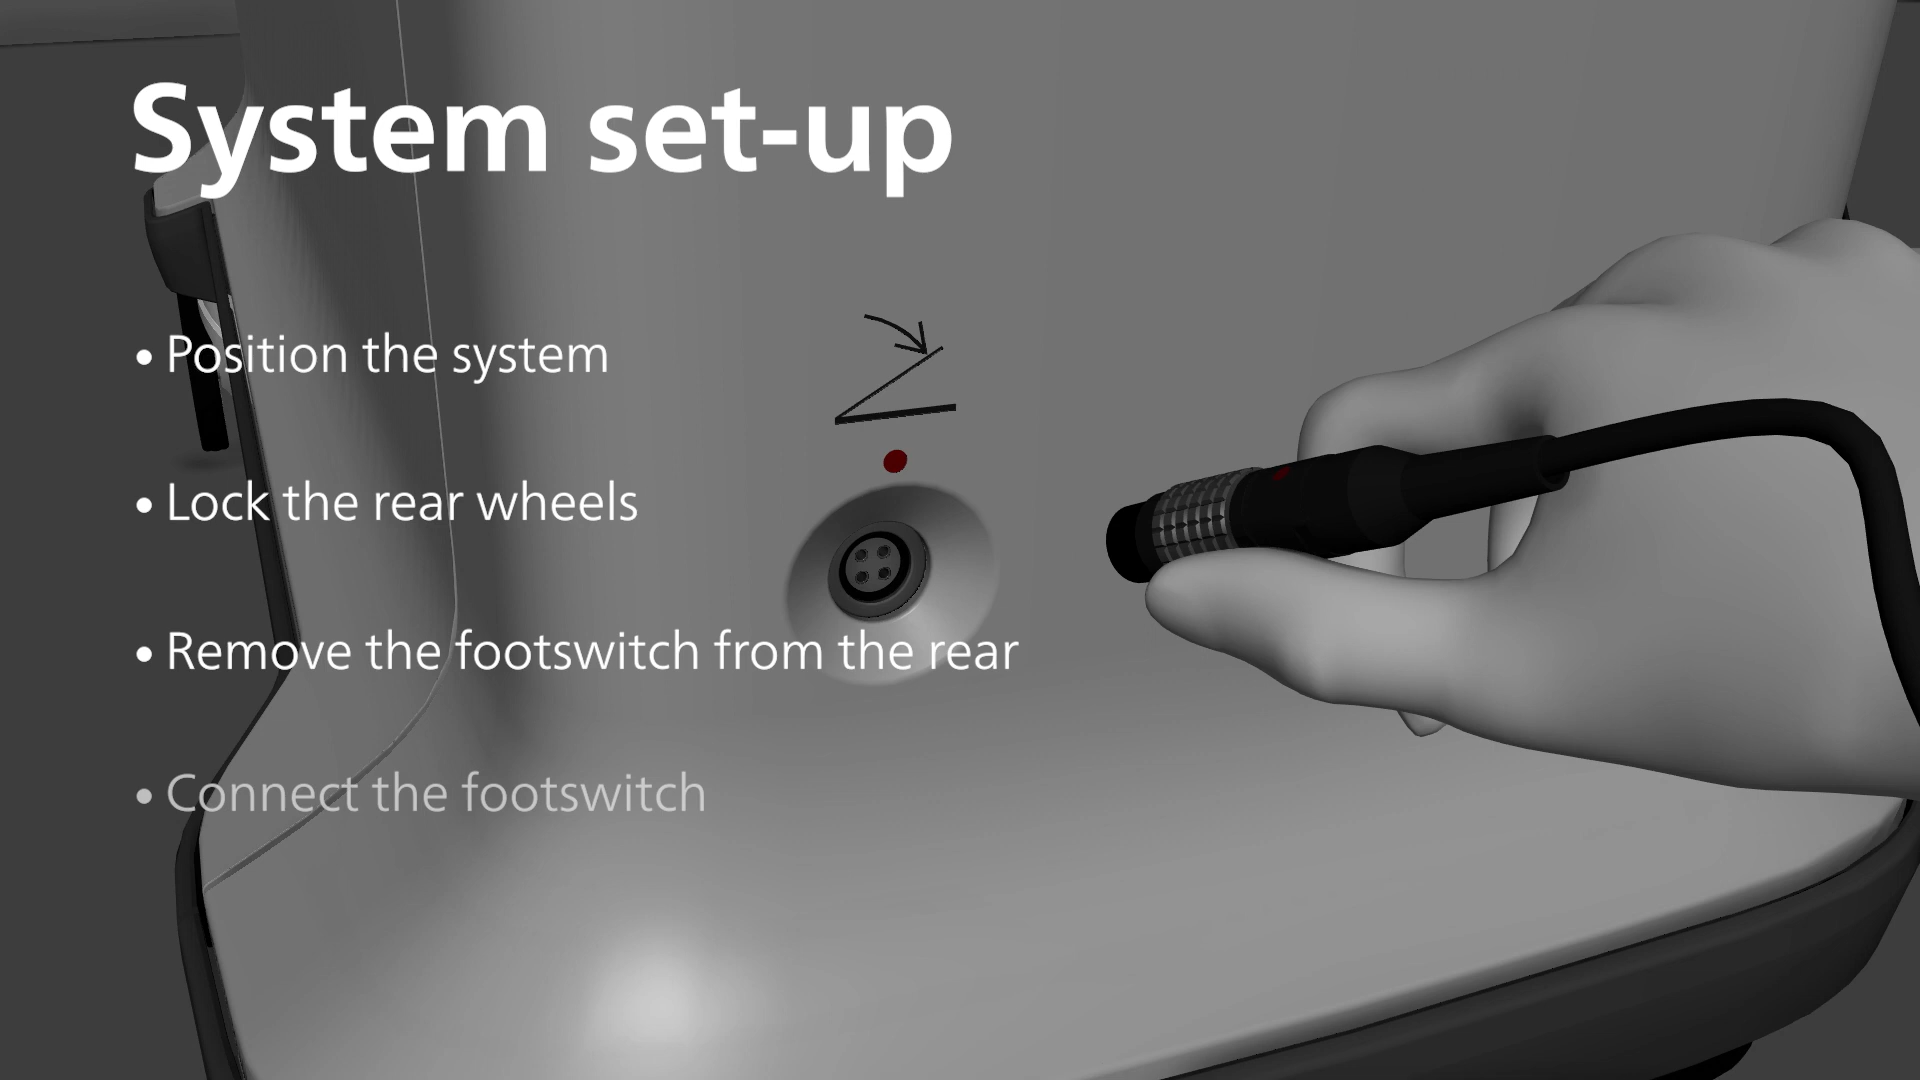 System set-up
• Position the system
• Lock the rear wheels
• Remove the footswitch from the rear
• Connect the footswitch